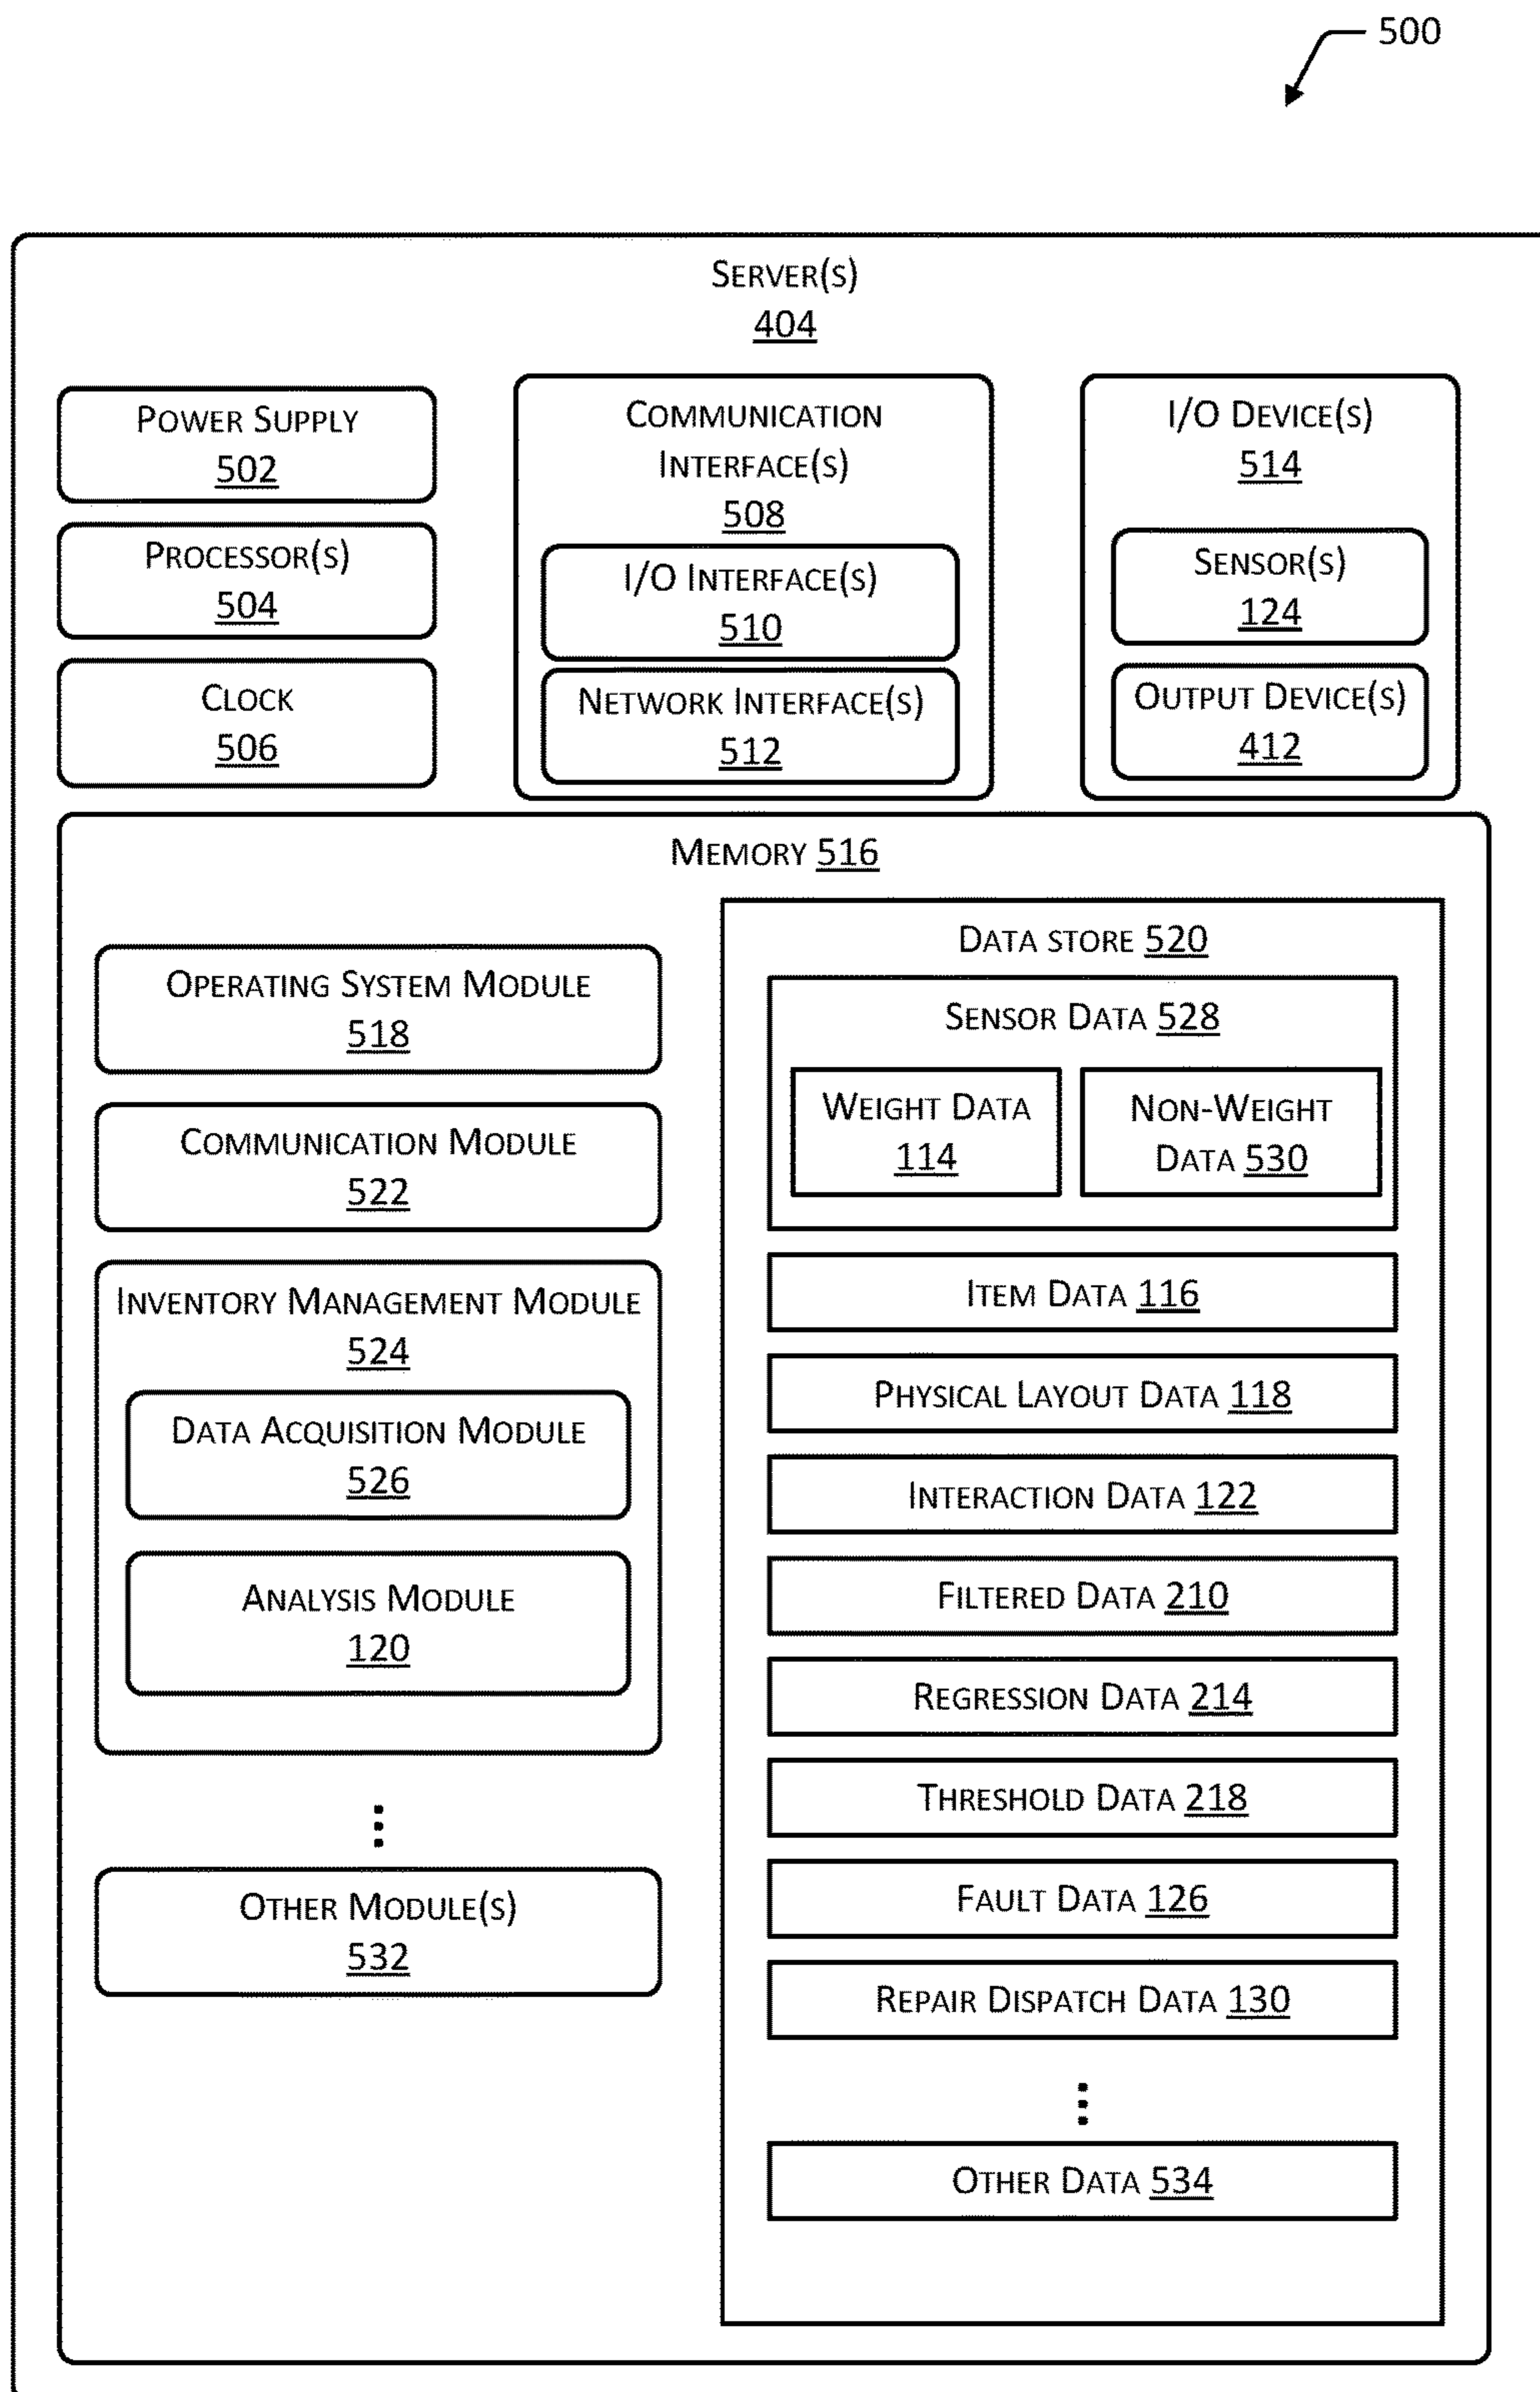 500
SERVER(S)
404
POWER SUPPLY
502
PROCESSOR(S)
504
CLOCK
506
COMMUNICATION
INTERFACE(S)
508
I/O INTERFACE(S)
510
NETWORK INTERFACE(S)
512
I/O DEVICE(S)
514
SENSOR(S)
124
OUTPUT DEVICE(S)
412
MEMORY 516
OPERATING SYSTEM MODULE
518
COMMUNICATION MODULE
522
INVENTORY MANAGEMENT MODULE
524
DATA ACQUISITION MODULE
526
ANALYSIS MODULE
120
OTHER MODULE(S)
532
DATA STORE 520
SENSOR DATA 528
WEIGHT DATA
114
NON-WEIGHT
DATA 530
ITEM DATA 116
PHYSICAL LAYOUT DATA 118
INTERACTION DATA 122
FILTERED DATA 210
REGRESSION DATA 214
THRESHOLD DATA 218
FAULT DATA 126
REPAIR DISPATCH DATA 130
OTHER DATA 534